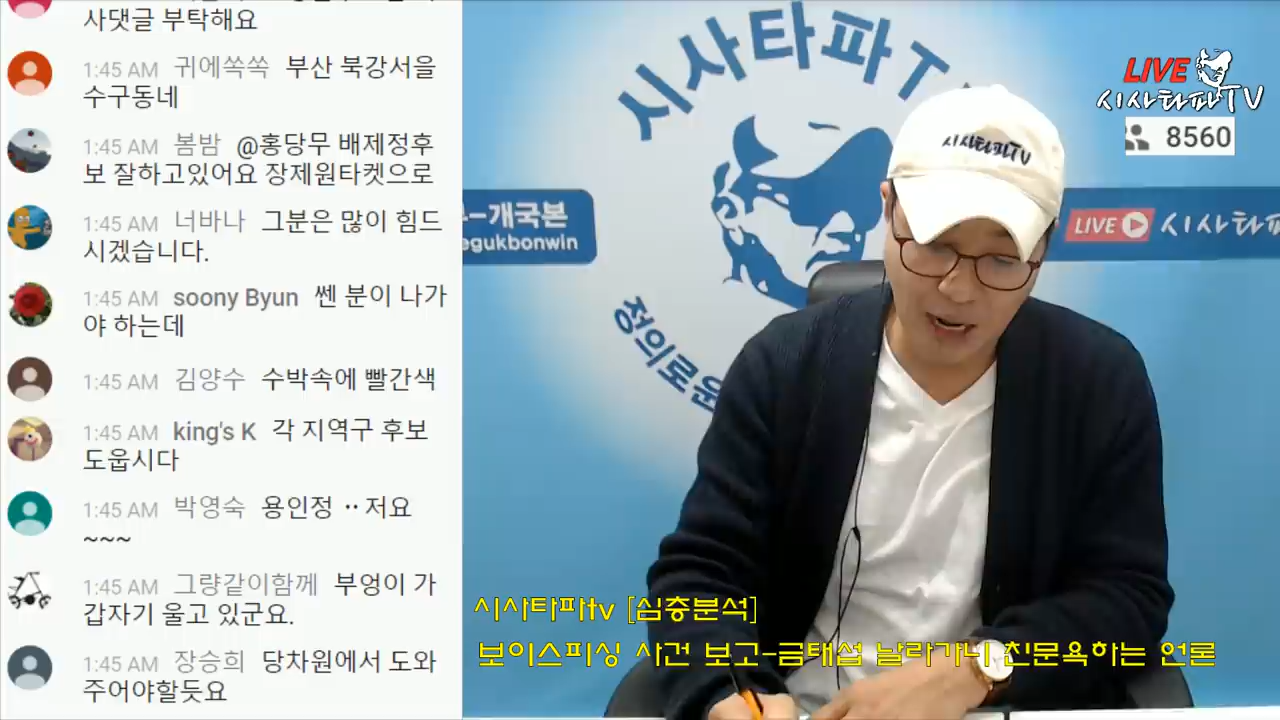 사댓글 부탁해요
1:45 AM 귀에쏙쏙 부산 북강서을
수구동네
1:45 AM 봄밤 @홍당무 배제정후
보 잘하고있어요 장제원타켓으로
1:45 AM 너바나 그분은 많이 힘드
시겠습니다.
1:45 AM soony Byun 쎈 분이 나가
야 하는데
1:45 AM 김양수 수박속에 빨간색
1:45 AM king's K 각 지역구 후보
도웁시다
1:45 AM 박영숙 용인정 ··저요
~~~
1:45 AM 그량같이함께 부엉이 가
갑자기 울고 있군요.
1:45 AM 장승희 당차원에서 도와
주어야할듯요
시사타파TV
-개국본
egukbonwin
정의로운
시사타파TV
LIVE
시사타파TV
8560
LIVE 시사타파
시사타파tv [심층분석]
보이스피싱 사건 보고-금태섭 날라가니 친문욕하는 언론